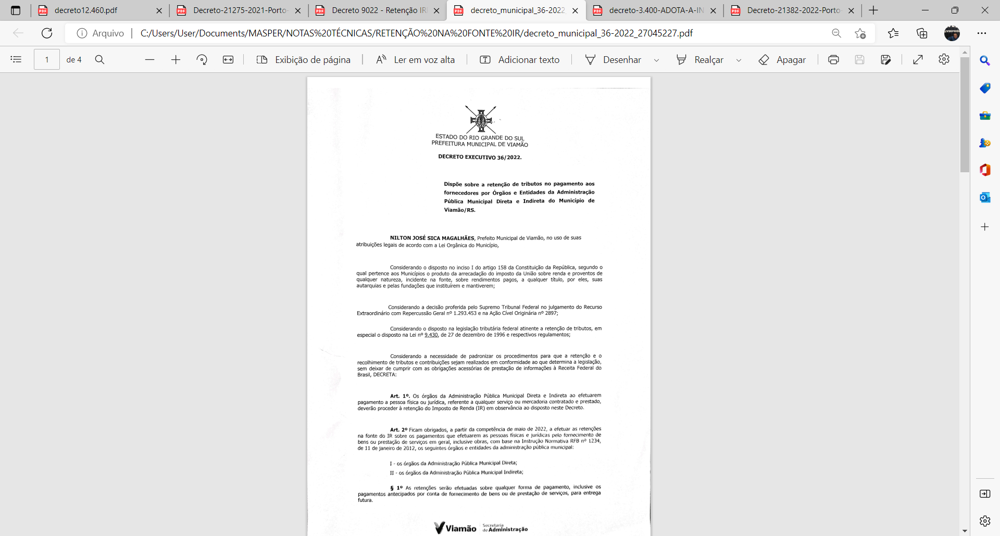 decreto12.460.pdf
Decreto-21275-2021-Porto-
Decreto 9022 - Retenção IR
decreto_municipal_36-2022_
decreto-3.400-ADOTA-A-IN
Decreto-21382-2022-Porto-
Arquivo
C:/Users/User/Documents/MASPER/NOTAS%20TÉCNICAS/RETENÇÃO%20NA%20FONTE%20IR/decreto_municipal_36-2022_27045227.pdf
1 de 4
Exibição de página
Ler em voz alta
Adicionar texto
Desenhar
Realçar
Apagar
ESTADO DO RIO GRANDE DO SUL
PREFEITURA MUNICIPAL DE VIAMÃO
DECRETO EXECUTIVO 36/2022.
Dispõe sobre a retenção de tributos no pagamento aos
fornecedores por Órgãos e Entidades da Administração
Pública Municipal Direta e Indireta do Município de
Viamão/RS.
NILTON JOSÉ SICA MAGALHÃES, Prefeito Municipal de Viamão, no uso de suas
atribuições legais de acordo com a Lei Orgânica do Município,
Considerando o disposto no inciso I do artigo 158 da Constituição da República, segundo o
qual pertence aos Municípios o produto da arrecadação do imposto da União sobre renda e proventos de
qualquer natureza, incidente na fonte, sobre rendimentos pagos, a qualquer título, por eles, suas
autarquias e pelas fundações que instituírem e mantiverem;
Considerando a decisão proferida pelo Supremo Tribunal Federal no julgamento do Recurso
Extraordinário com Repercussão Geral nº 1.293.453 e na Ação Cível Originária nº 2897;
Considerando o disposto na legislação tributária federal atinente a retenção de tributos, em
especial o disposto na Lei nº 9.430, de 27 de dezembro de 1996 e respectivos regulamentos;
Considerando a necessidade de padronizar os procedimentos para que a retenção e o
recolhimento de tributos e contribuições sejam realizados em conformidade ao que determina a legislação,
sem deixar de cumprir com as obrigações acessórias de prestação de informações à Receita Federal do
Brasil, DECRETA:
Art. 1º. Os órgãos da Administração Pública Municipal Direta e Indireta ao efetuarem
pagamento a pessoa física ou jurídica, referente a qualquer serviço ou mercadoria contratado e prestado,
deverão proceder à retenção do Imposto de Renda (IR) em observância ao disposto neste Decreto.
Art. 2º Ficam obrigados, a partir da competência de maio de 2022, a efetuar as retenções
na fonte do IR sobre os pagamentos que efetuarem as pessoas físicas e jurídicas pelo fornecimento de
bens ou prestação de serviços em geral, inclusive obras, com base na Instrução Normativa RFB nº 1234,
de 11 de janeiro de 2012, os seguintes órgãos e entidades da administração pública municipal:
I - os órgãos da Administração Pública Municipal Direta;
II - os órgãos da Administração Pública Municipal Indireta;
§ 1º As retenções serão efetuadas sobre qualquer forma de pagamento, inclusive os
pagamentos antecipados por conta de fornecimento de bens ou de prestação de serviços, para entrega
futura.
Viamão
Secretaria
de Administração